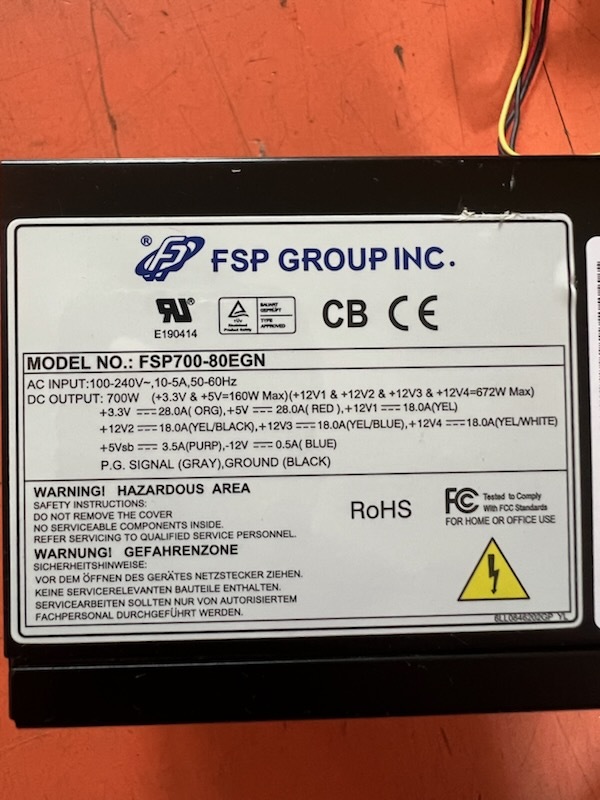 ® FSP GROUP INC.
E190414
BAUART
GEPRÜFT
TYPE
APPROVED
CB CE
MODEL NO.: FSP700-80EGN
AC INPUT:100-240V~,10-5A,50-60Hz
DC OUTPUT: 700W (+3.3V & +5V=160W Max)(+12V1 & +12V2 & +12V3 & +12V4=672W Max)
+3.3V ⎓ 28.0A( ORG),+5V ⎓ 28.0A( RED ),+12V1 ⎓ 18.0A(YEL)
+12V2 ⎓ 18.0A(YEL/BLACK),+12V3 ⎓ 18.0A(YEL/BLUE),+12V4 ⎓ 18.0A(YEL/WHITE)
+5Vsb ⎓ 3.5A(PURP),-12V ⎓ 0.5A( BLUE)
P.G. SIGNAL (GRAY),GROUND (BLACK)
WARNING! HAZARDOUS AREA
SAFETY INSTRUCTIONS:
DO NOT REMOVE THE COVER
NO SERVICEABLE COMPONENTS INSIDE.
REFER SERVICING TO QUALIFIED SERVICE PERSONNEL.
WARNUNG! GEFAHRENZONE
SICHERHEITSHINWEISE:
VOR DEM ÖFFNEN DES GERÄTES NETZSTECKER ZIEHEN.
KEINE SERVICERELEVANTEN BAUTEILE ENTHALTEN.
SERVICEARBEITEN SOLLTEN NUR VON AUTORISIERTEM
FACHPERSONAL DURCHGEFÜHRT WERDEN.
RoHS
FC Tested to Comply
With FCC Standards
FOR HOME OR OFFICE USE